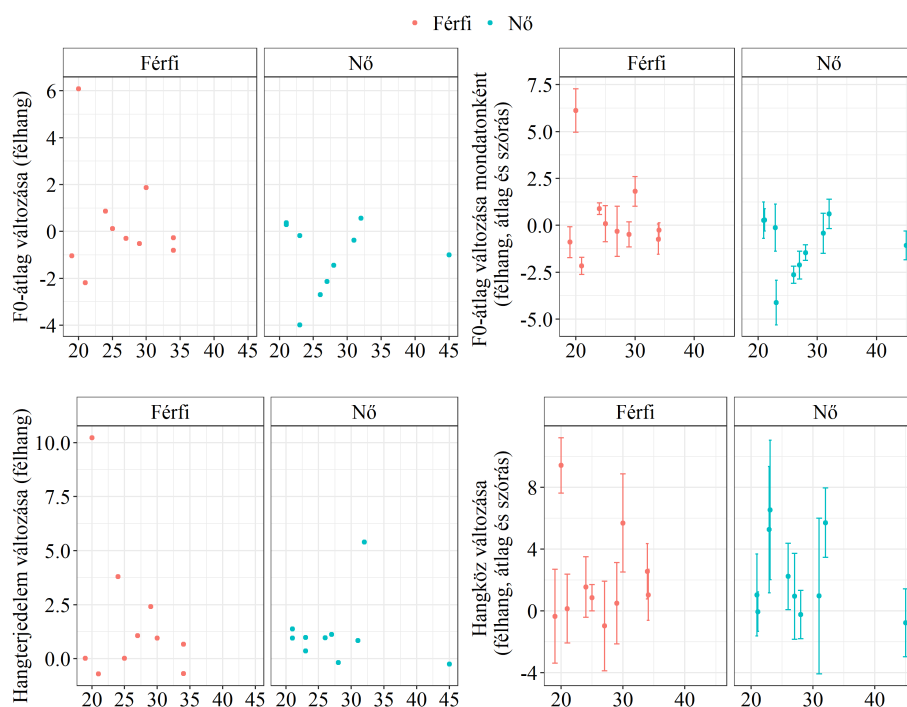 Férfi Nő
Férfi Nő
F0-átlag változása (félhang)
6
4
2
0
-2
-4
20 25 30 35 40 45 20 25 30 35 40 45
Férfi Nő
F0-átlag változása mondatonként
(félhang, átlag és szórás)
7.5
5.0
2.5
0.0
-2.5
-5.0
20 30 40 20 30 40
Férfi Nő
Hangterjedelem változása (félhang)
10.0
7.5
5.0
2.5
0.0
20 25 30 35 40 45 20 25 30 35 40 45
Férfi Nő
Hangköz változása
(félhang, átlag és szórás)
8
4
0
-4
20 30 40 20 30 40